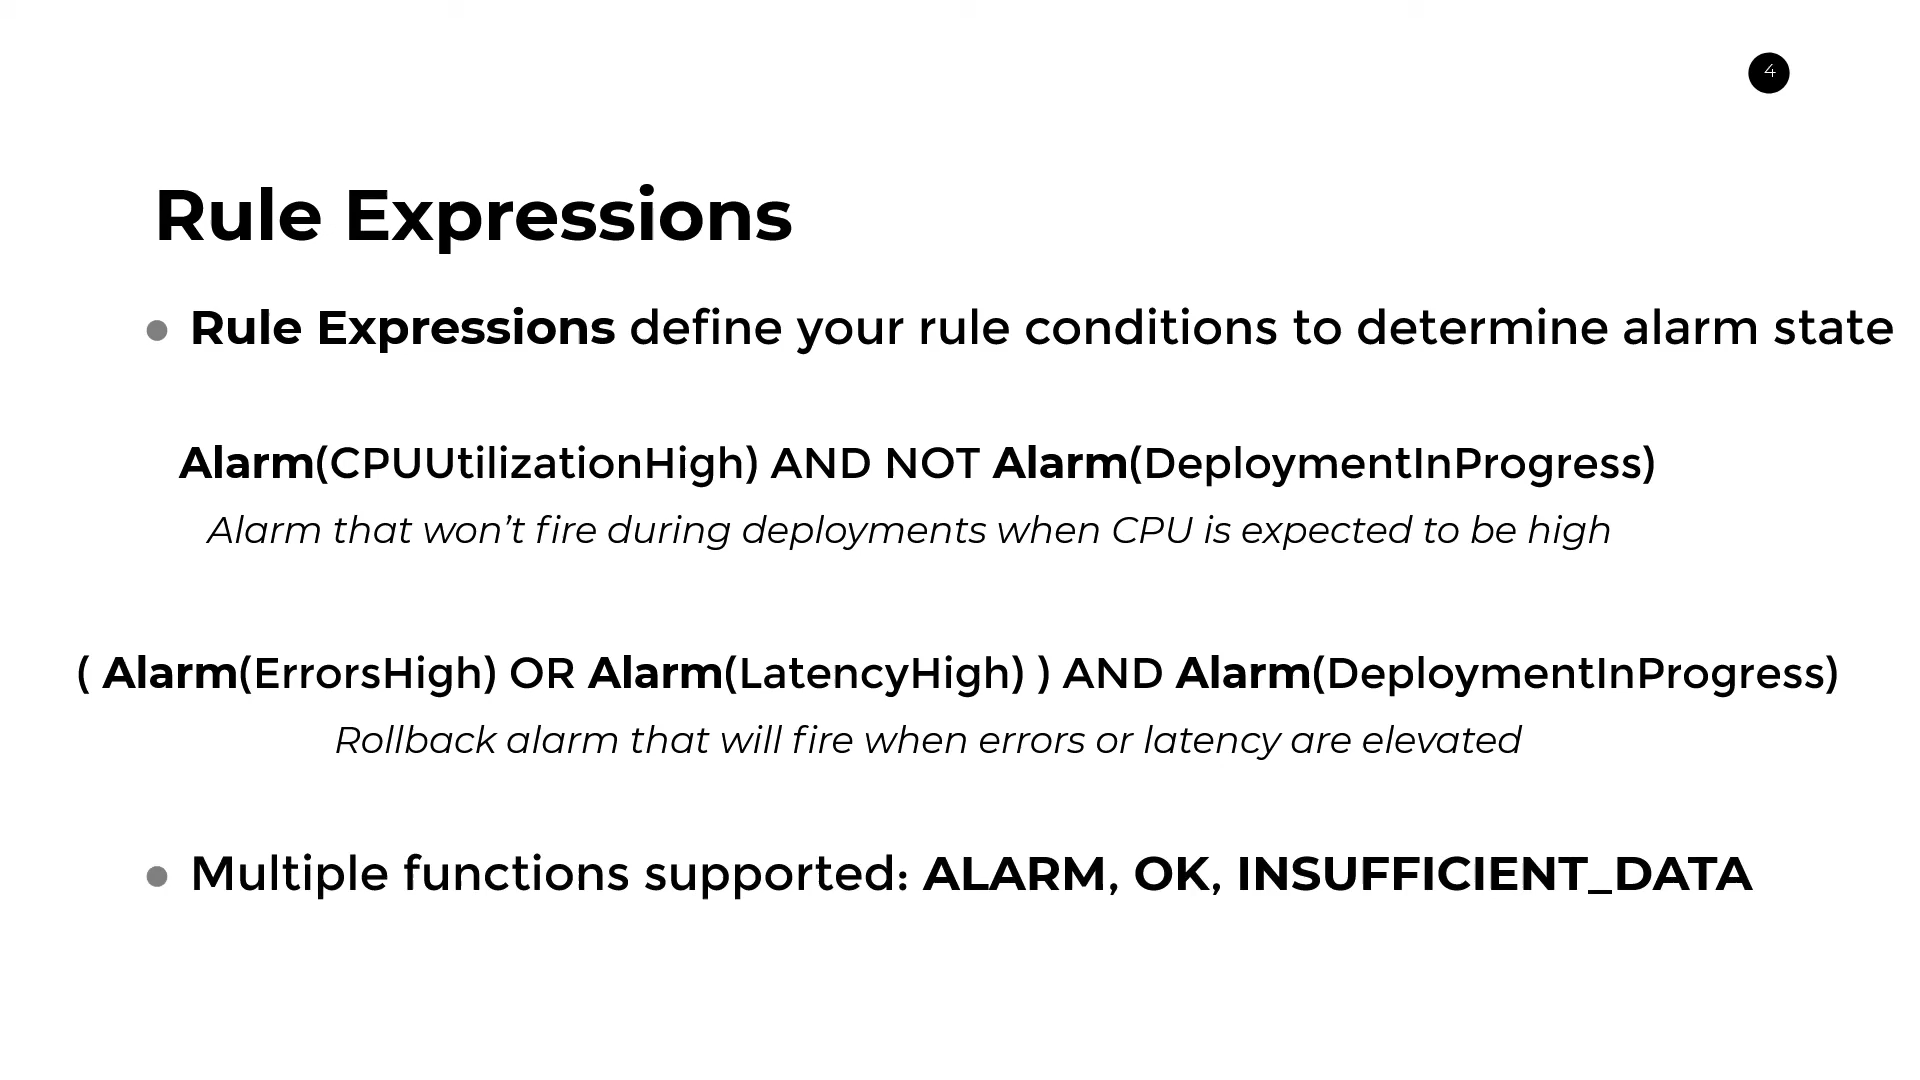 4
Rule Expressions
● Rule Expressions define your rule conditions to determine alarm state
Alarm(CPUUtilizationHigh) AND NOT Alarm(DeploymentInProgress)
Alarm that won’t fire during deployments when CPU is expected to be high
( Alarm(ErrorsHigh) OR Alarm(LatencyHigh) ) AND Alarm(DeploymentInProgress)
Rollback alarm that will fire when errors or latency are elevated
● Multiple functions supported: ALARM, OK, INSUFFICIENT_DATA